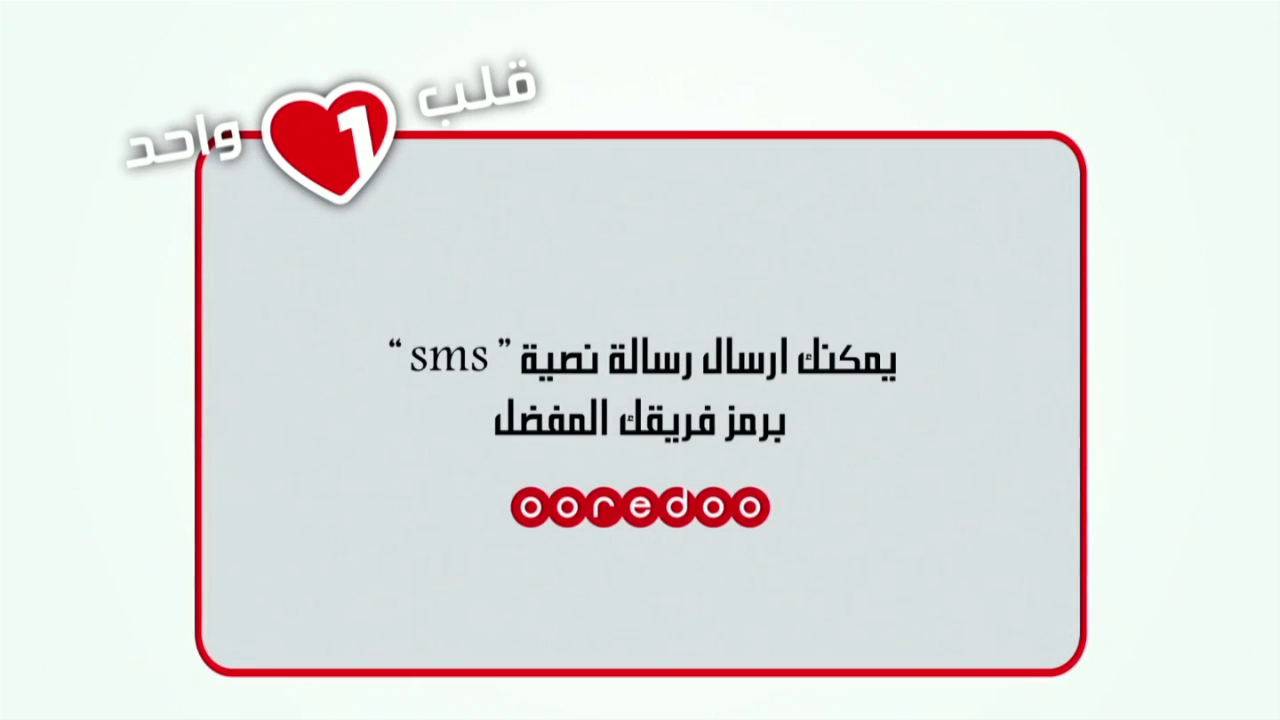 قلب 1 واحد
يمكنك ارسال رسالة نصية ” sms “
برمز فريقك المفضل
ooredoo